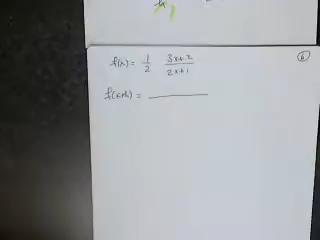 f(x) = 1/2 (3x+2)/(2x+1)
f(x+h) =